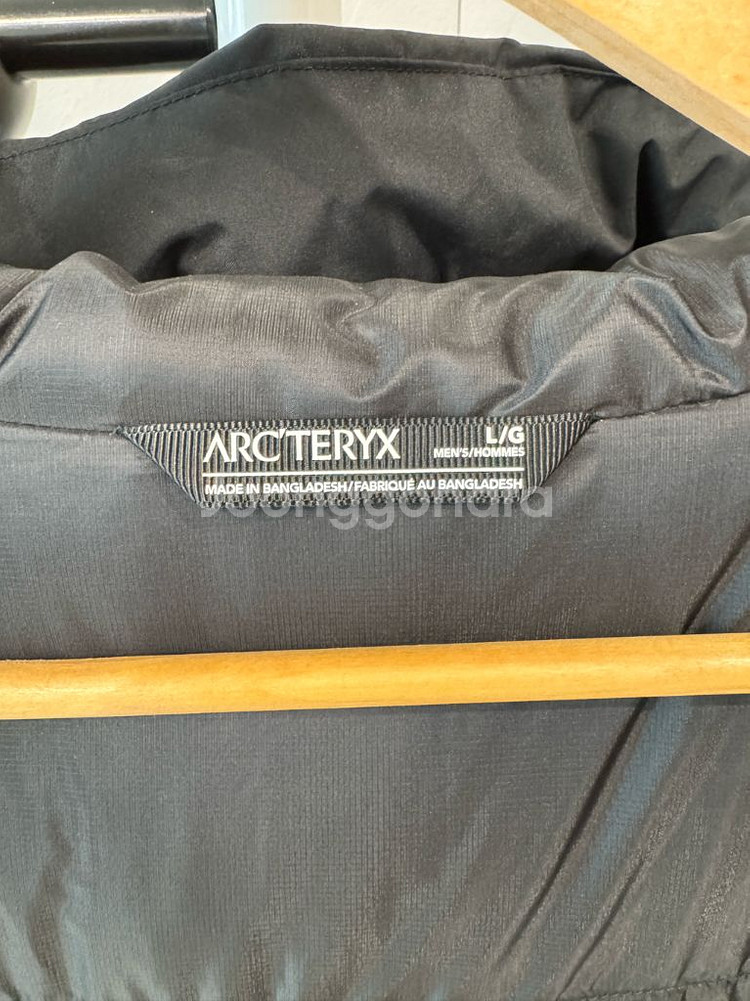 ARC'TERYX
L/G
MEN'S/HOMMES
MADE IN BANGLADESH/FABRIQUÉ AU BANGLADESH